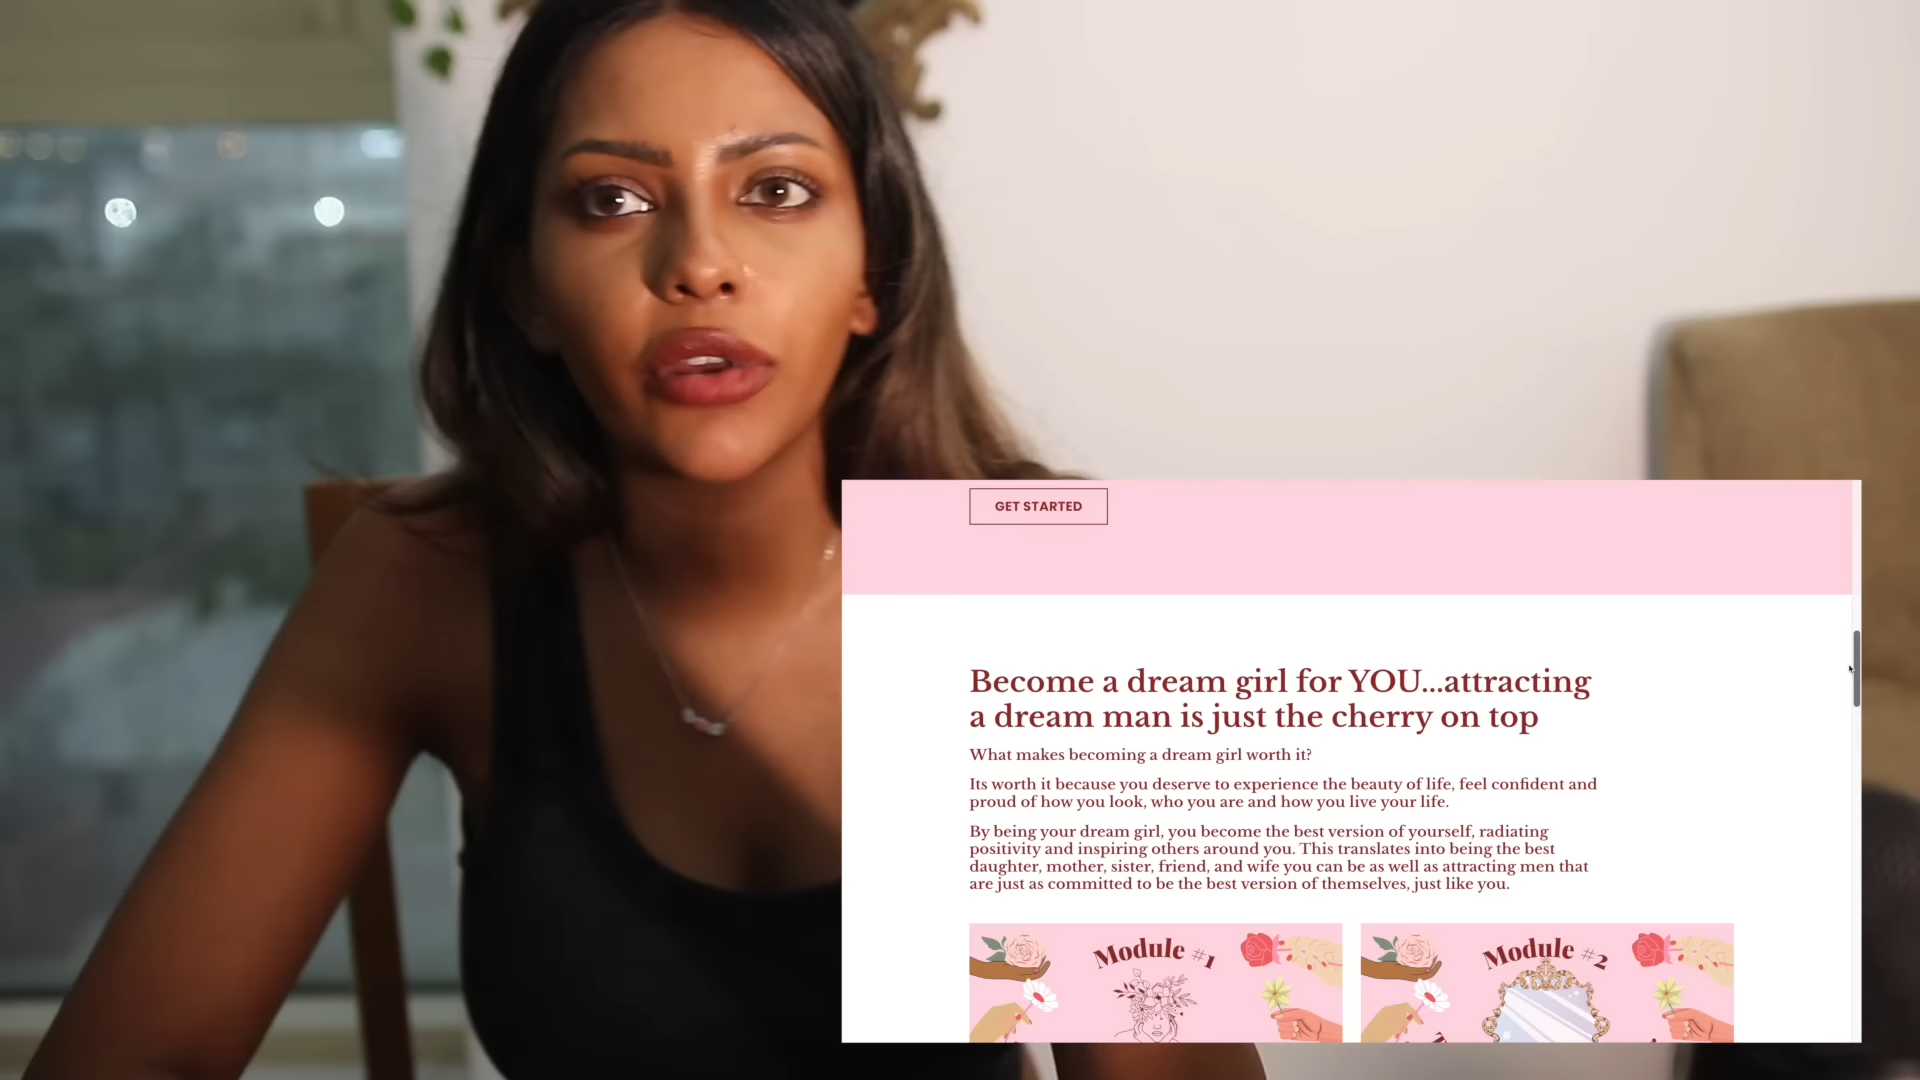 GET STARTED
Become a dream girl for YOU...attracting
a dream man is just the cherry on top
What makes becoming a dream girl worth it?
Its worth it because you deserve to experience the beauty of life, feel confident and
proud of how you look, who you are and how you live your life.
By being your dream girl, you become the best version of yourself, radiating
positivity and inspiring others around you. This translates into being the best
daughter, mother, sister, friend, and wife you can be as well as attracting men that
are just as committed to be the best version of themselves, just like you.
Module #1
Module #2